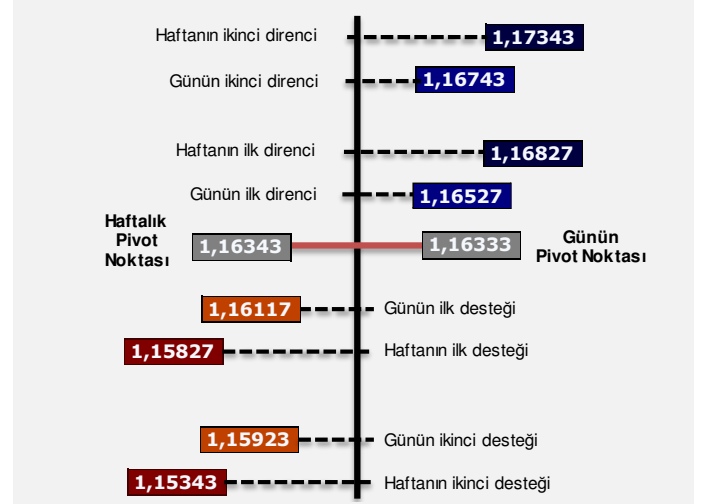 Haftanın ikinci direnci
1,17343
Günün ikinci direnci
1,16743
Haftanın ilk direnci
1,16827
Günün ilk direnci
1,16527
Haftalık
Pivot
Noktası
1,16343
1,16333
Günün
Pivot Noktası
1,16117
Günün ilk desteği
1,15827
Haftanın ilk desteği
1,15923
Günün ikinci desteği
1,15343
Haftanın ikinci desteği